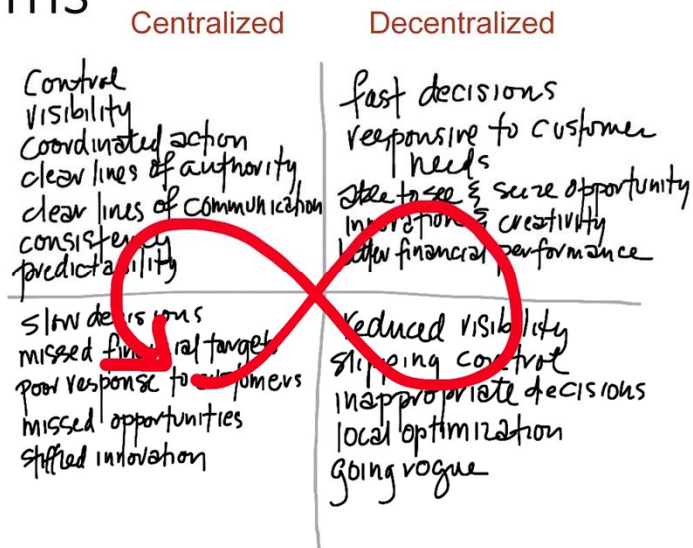 Centralized
Decentralized
Control
visibility
coordinated action
clear lines of authority
clear lines of communication
consistency
predictability
fast decisions
responsive to customer
needs
able to see & seize opportunity
innovation & creativity
better financial performance
slow decisions
missed financial targets
poor response to customers
missed opportunities
stifled innovation
reduced visibility
slipping control
inappropriate decisions
local optimization
going rogue